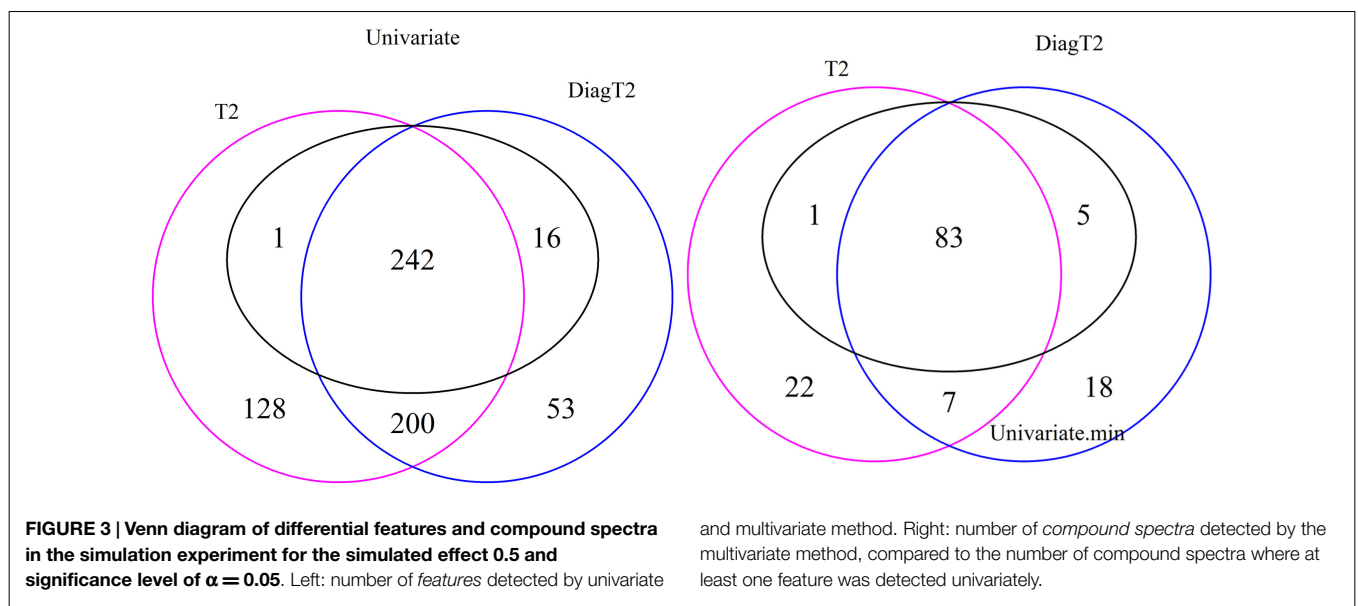 Univariate
T2
DiagT2
1
242
16
128
200
53
T2
DiagT2
1
83
5
22
7
18
Univariate.min
FIGURE 3 | Venn diagram of differential features and compound spectra
in the simulation experiment for the simulated effect 0.5 and
significance level of α = 0.05. Left: number of features detected by univariate
and multivariate method. Right: number of compound spectra detected by the
multivariate method, compared to the number of compound spectra where at
least one feature was detected univariately.